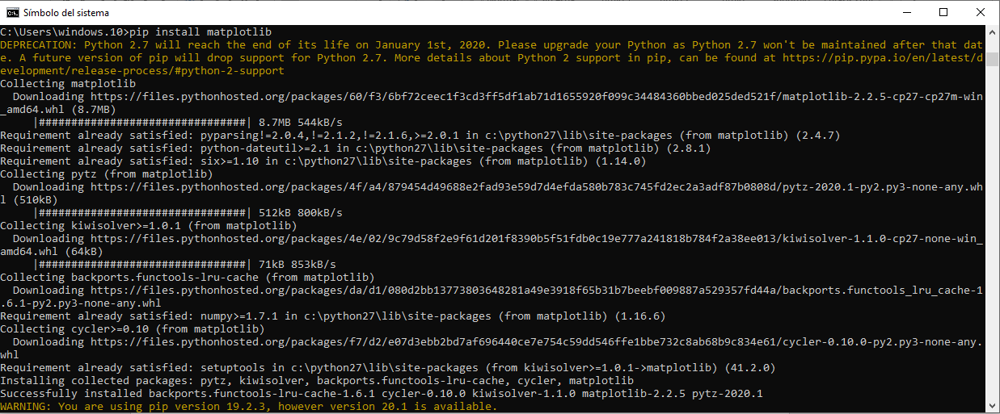 Símbolo del sistema
C:\Users\windows.10>pip install matplotlib
DEPRECATION: Python 2.7 will reach the end of its life on January 1st, 2020. Please upgrade your Python as Python 2.7 won't be maintained after that dat
e. A future version of pip will drop support for Python 2.7. More details about Python 2 support in pip, can be found at https://pip.pypa.io/en/latest/d
evelopment/release-process/#python-2-support
Collecting matplotlib
  Downloading https://files.pythonhosted.org/packages/60/f3/6bf72ceec1f3cd3ff5df1ab71d1655920f099c34484360bbed025ded521f/matplotlib-2.2.5-cp27-cp27m-win
_amd64.whl (8.7MB)
     |################################| 8.7MB 544kB/s
Requirement already satisfied: pyparsing!=2.0.4,!=2.1.2,!=2.1.6,>=2.0.1 in c:\python27\lib\site-packages (from matplotlib) (2.4.7)
Requirement already satisfied: python-dateutil>=2.1 in c:\python27\lib\site-packages (from matplotlib) (2.8.1)
Requirement already satisfied: six>=1.10 in c:\python27\lib\site-packages (from matplotlib) (1.14.0)
Collecting pytz (from matplotlib)
  Downloading https://files.pythonhosted.org/packages/4f/a4/879454d49688e2fad93e59d7d4efda580b783c745fd2ec2a3adf87b0808d/pytz-2020.1-py2.py3-none-any.wh
l (510kB)
     |################################| 512kB 800kB/s
Collecting kiwisolver>=1.0.1 (from matplotlib)
  Downloading https://files.pythonhosted.org/packages/4e/02/9c79d58f2e9f61d201f8390b5f51fdb0c19e777a241818b784f2a38ee013/kiwisolver-1.1.0-cp27-none-win_
amd64.whl (64kB)
     |################################| 71kB 853kB/s
Collecting backports.functools-lru-cache (from matplotlib)
  Downloading https://files.pythonhosted.org/packages/da/d1/080d2bb13773803648281a49e3918f65b31b7beebf009887a529357fd44a/backports.functools_lru_cache-1
.6.1-py2.py3-none-any.whl
Requirement already satisfied: numpy>=1.7.1 in c:\python27\lib\site-packages (from matplotlib) (1.16.6)
Collecting cycler>=0.10 (from matplotlib)
  Downloading https://files.pythonhosted.org/packages/f7/d2/e07d3ebb2bd7af696440ce7e754c59dd546ffe1bbe732c8ab68b9c834e61/cycler-0.10.0-py2.py3-none-any.
whl
Requirement already satisfied: setuptools in c:\python27\lib\site-packages (from kiwisolver>=1.0.1->matplotlib) (41.2.0)
Installing collected packages: pytz, kiwisolver, backports.functools-lru-cache, cycler, matplotlib
Successfully installed backports.functools-lru-cache-1.6.1 cycler-0.10.0 kiwisolver-1.1.0 matplotlib-2.2.5 pytz-2020.1
WARNING: You are using pip version 19.2.3, however version 20.1 is available.